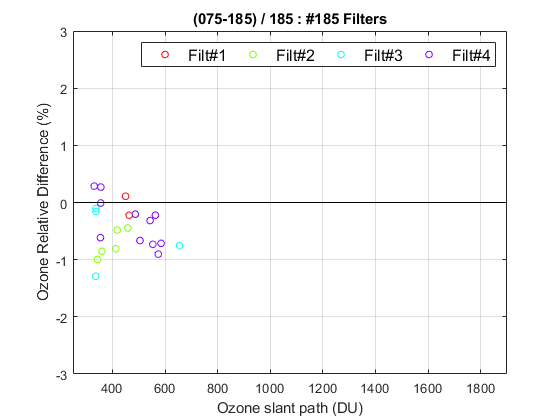 (075-185) / 185 : #185 Filters
Filt#1 Filt#2 Filt#3 Filt#4
Ozone Relative Difference (%)
3
2
1
0
-1
-2
-3
400 600 800 1000 1200 1400 1600 1800
Ozone slant path (DU)